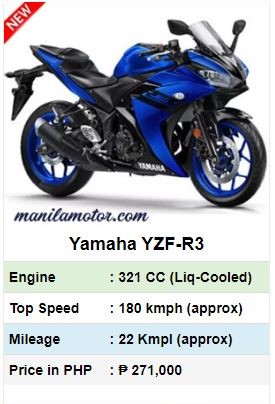 NEW
YAMAHA
manilamotor.com
Yamaha YZF-R3
Engine : 321 CC (Liq-Cooled)
Top Speed : 180 kmph (approx)
Mileage : 22 Kmpl (approx)
Price in PHP : ₱ 271,000